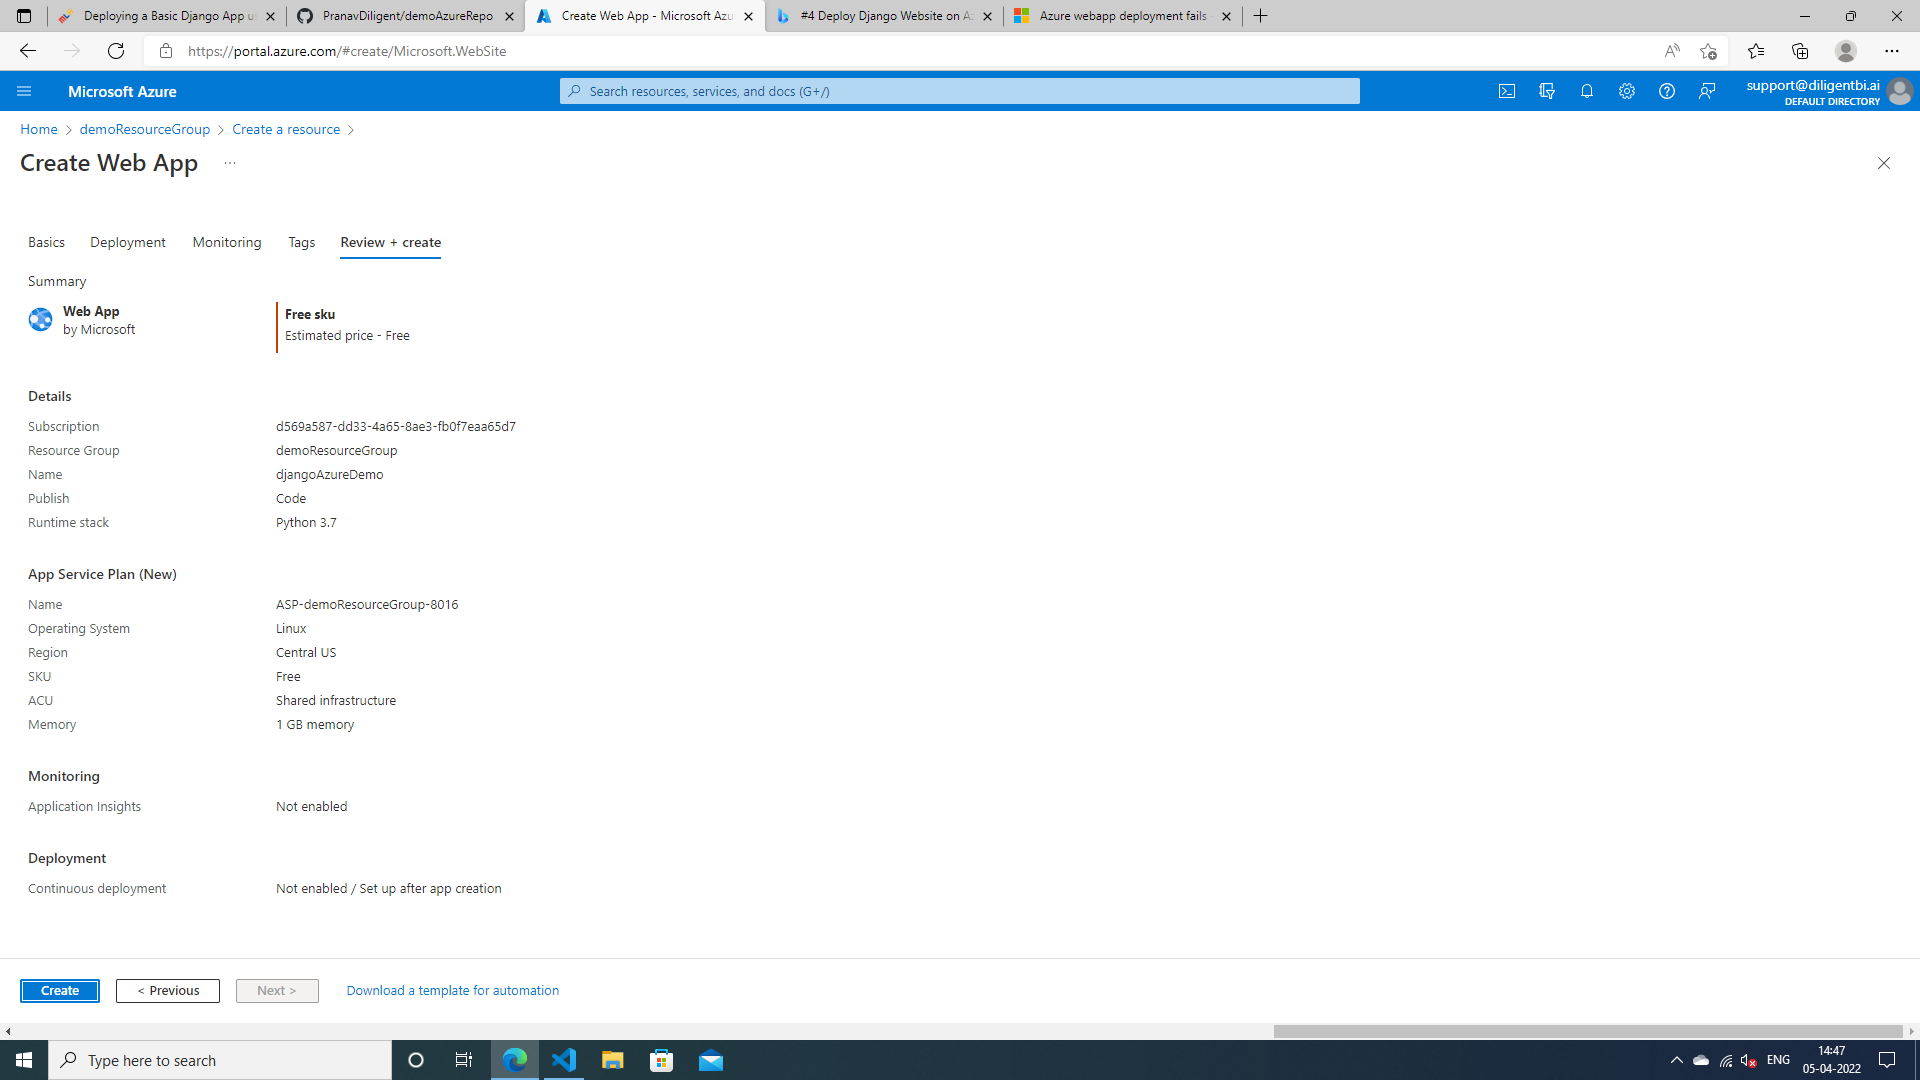 Deploying a Basic Django App us
PranavDiligent/demoAzureRepo
Create Web App - Microsoft Azu
#4 Deploy Django Website on Az
Azure webapp deployment fails -
https://portal.azure.com/#create/Microsoft.WebSite
Microsoft Azure
Search resources, services, and docs (G+/)
support@diligentbi.ai
DEFAULT DIRECTORY
Home > demoResourceGroup > Create a resource >
Create Web App ...
Basics Deployment Monitoring Tags Review + create
Summary
Web App
by Microsoft
Free sku
Estimated price - Free
Details
Subscription d569a587-dd33-4a65-8ae3-fb0f7eaa65d7
Resource Group demoResourceGroup
Name djangoAzureDemo
Publish Code
Runtime stack Python 3.7
App Service Plan (New)
Name ASP-demoResourceGroup-8016
Operating System Linux
Region Central US
SKU Free
ACU Shared infrastructure
Memory 1 GB memory
Monitoring
Application Insights Not enabled
Deployment
Continuous deployment Not enabled / Set up after app creation
Create < Previous Next > Download a template for automation
Type here to search
ENG
14:47
05-04-2022